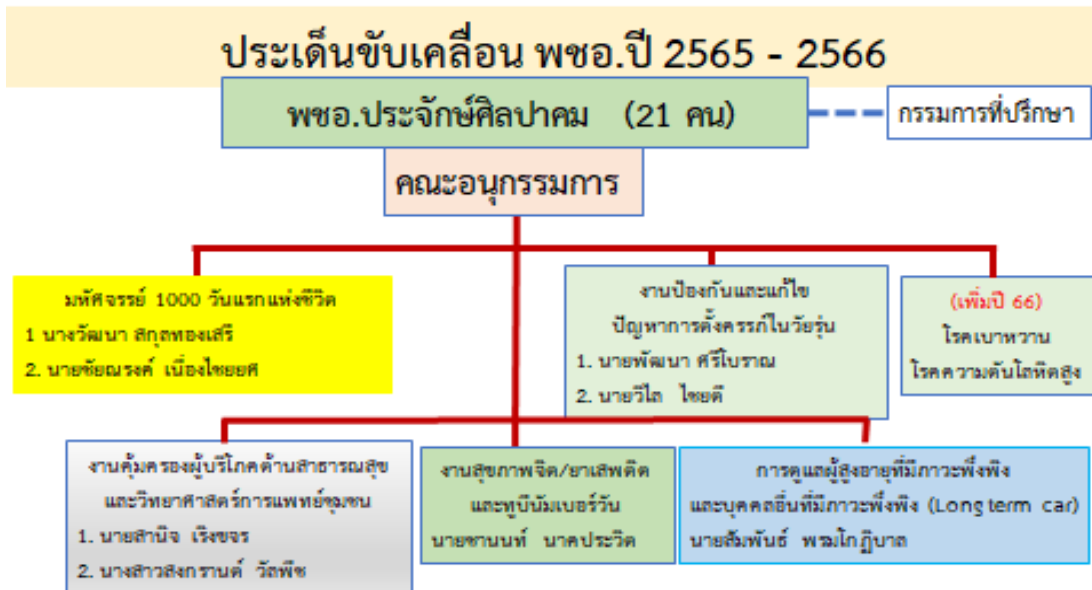 ประเด็นขับเคลื่อน พชอ.ปี 2565 - 2566
พชอ.ประจักษ์ศิลปาคม (21 คน)
กรรมการที่ปรึกษา
คณะอนุกรรมการ
มหัศจรรย์ 1000 วันแรกแห่งชีวิต
1 นางวัฒนา สกุลทองเสรี
2. นายชัยณรงค์ เนื่องไชยยศ
งานป้องกันและแก้ไข
ปัญหาการตั้งครรภ์ในวัยรุ่น
1. นายพัฒนา ศรีโบราณ
2. นายวิไล ไชยดี
(เพิ่มปี 66)
โรคเบาหวาน
โรคความดันโลหิตสูง
งานคุ้มครองผู้บริโภคด้านสาธารณสุข
และวิทยาศาสตร์การแพทย์ชุมชน
1. นายสานิจ เริงขจร
2. นางสาวสงกรานต์ วัลพืช
งานสุขภาพจิต/ยาเสพติด
และทูบีนัมเบอร์วัน
นายชานนท์ นาคประวิต
การดูแลผู้สูงอายุที่มีภาวะพึ่งพิง
และบุคคลอื่นที่มีภาวะพึ่งพิง (Long term car)
นายสัมพันธ์ พรมโกฎิบาล